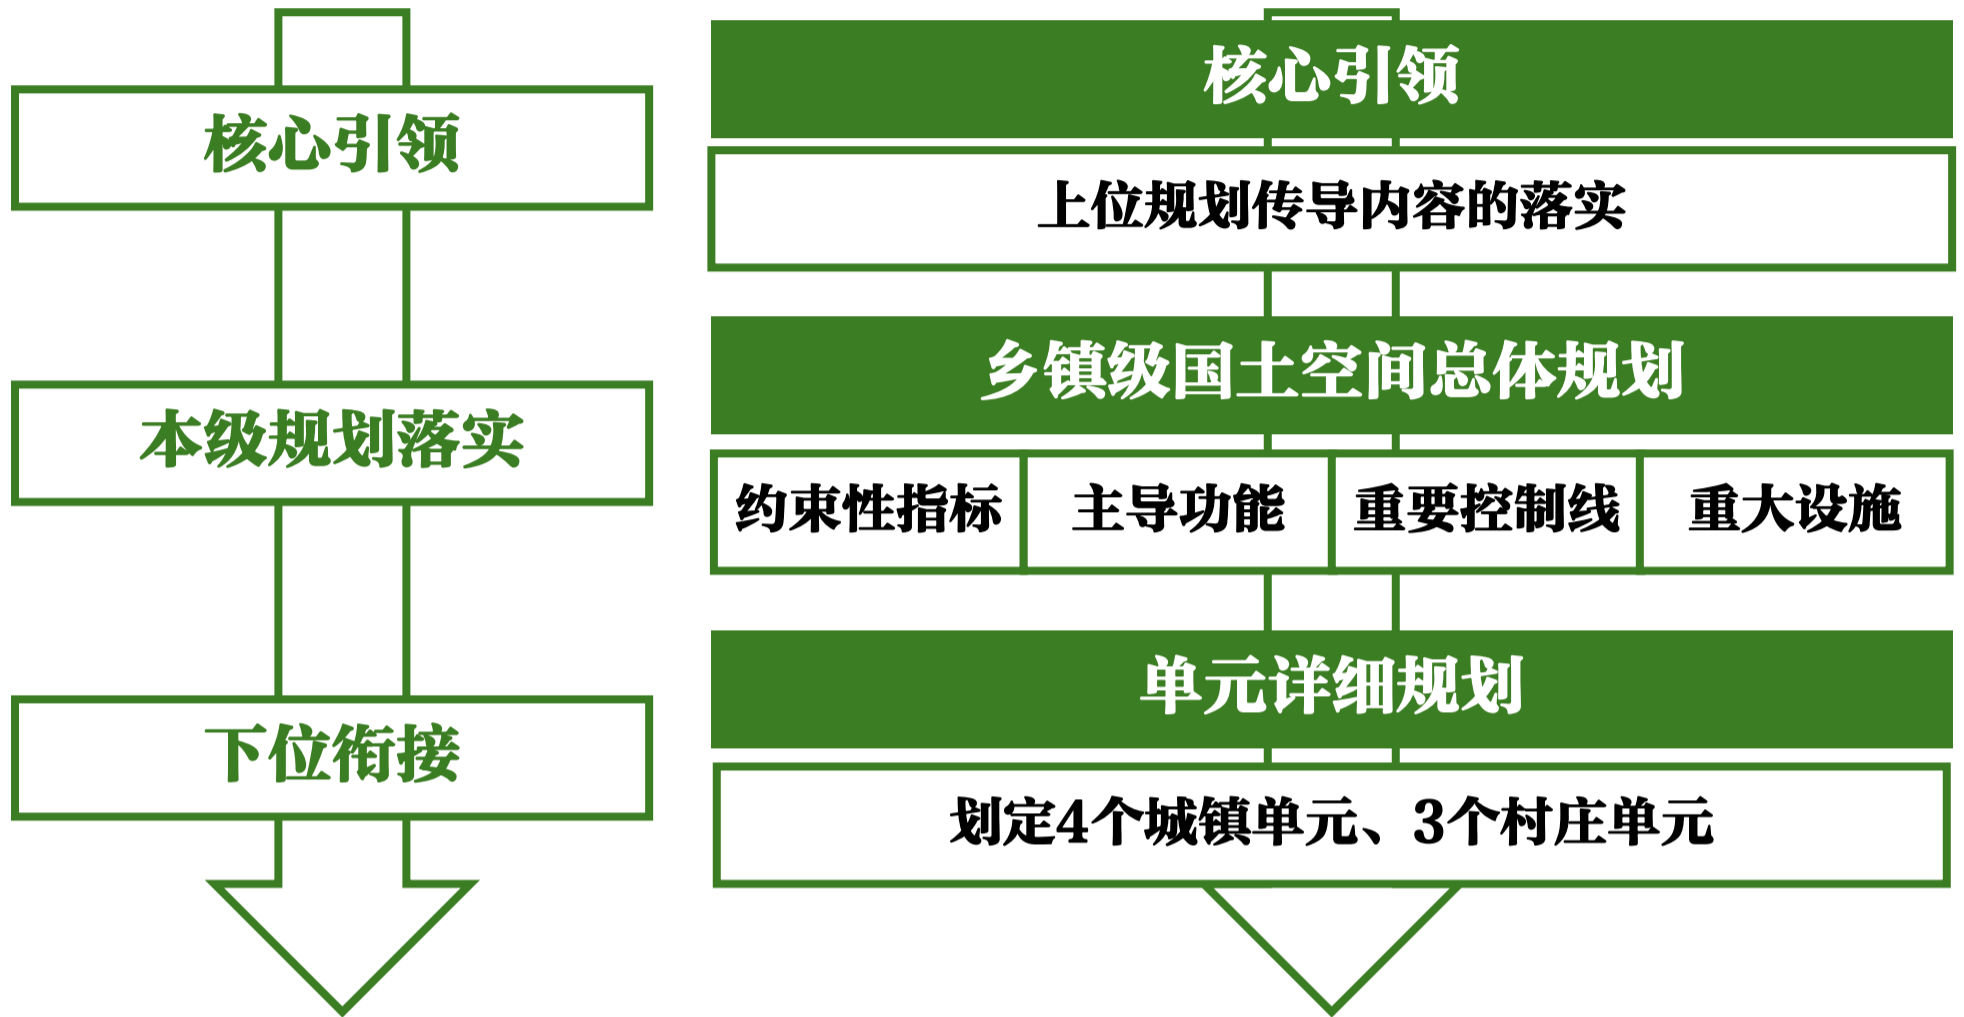 核心引领
本级规划落实
下位衔接
核心引领
上位规划传导内容的落实
乡镇级国土空间总体规划
约束性指标 主导功能 重要控制线 重大设施
单元详细规划
划定4个城镇单元、3个村庄单元